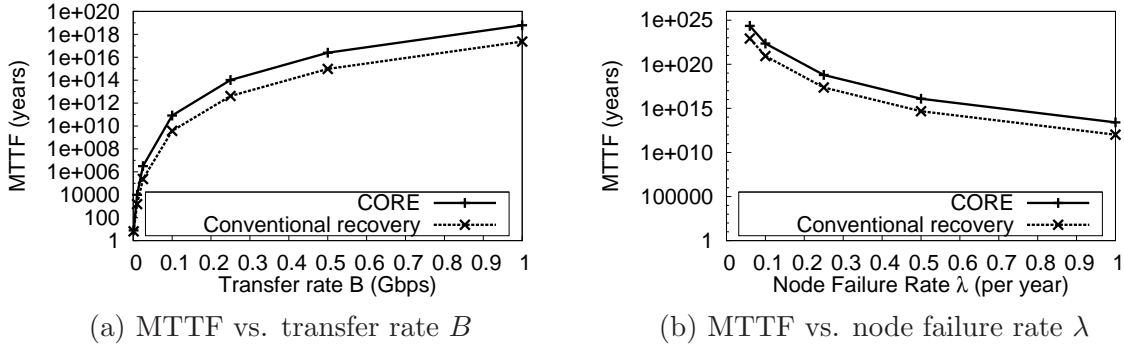 1e+020
1e+018
1e+016
1e+014
1e+012
1e+010
1e+008
1e+006
10000
100
1
MTTF (years)
CORE
Conventional recovery
0 0.1 0.2 0.3 0.4 0.5 0.6 0.7 0.8 0.9 1
Transfer rate B (Gbps)
(a) MTTF vs. transfer rate B
1e+025
1e+020
1e+015
1e+010
100000
1
MTTF (years)
CORE
Conventional recovery
0 0.1 0.2 0.3 0.4 0.5 0.6 0.7 0.8 0.9 1
Node Failure Rate λ (per year)
(b) MTTF vs. node failure rate λ